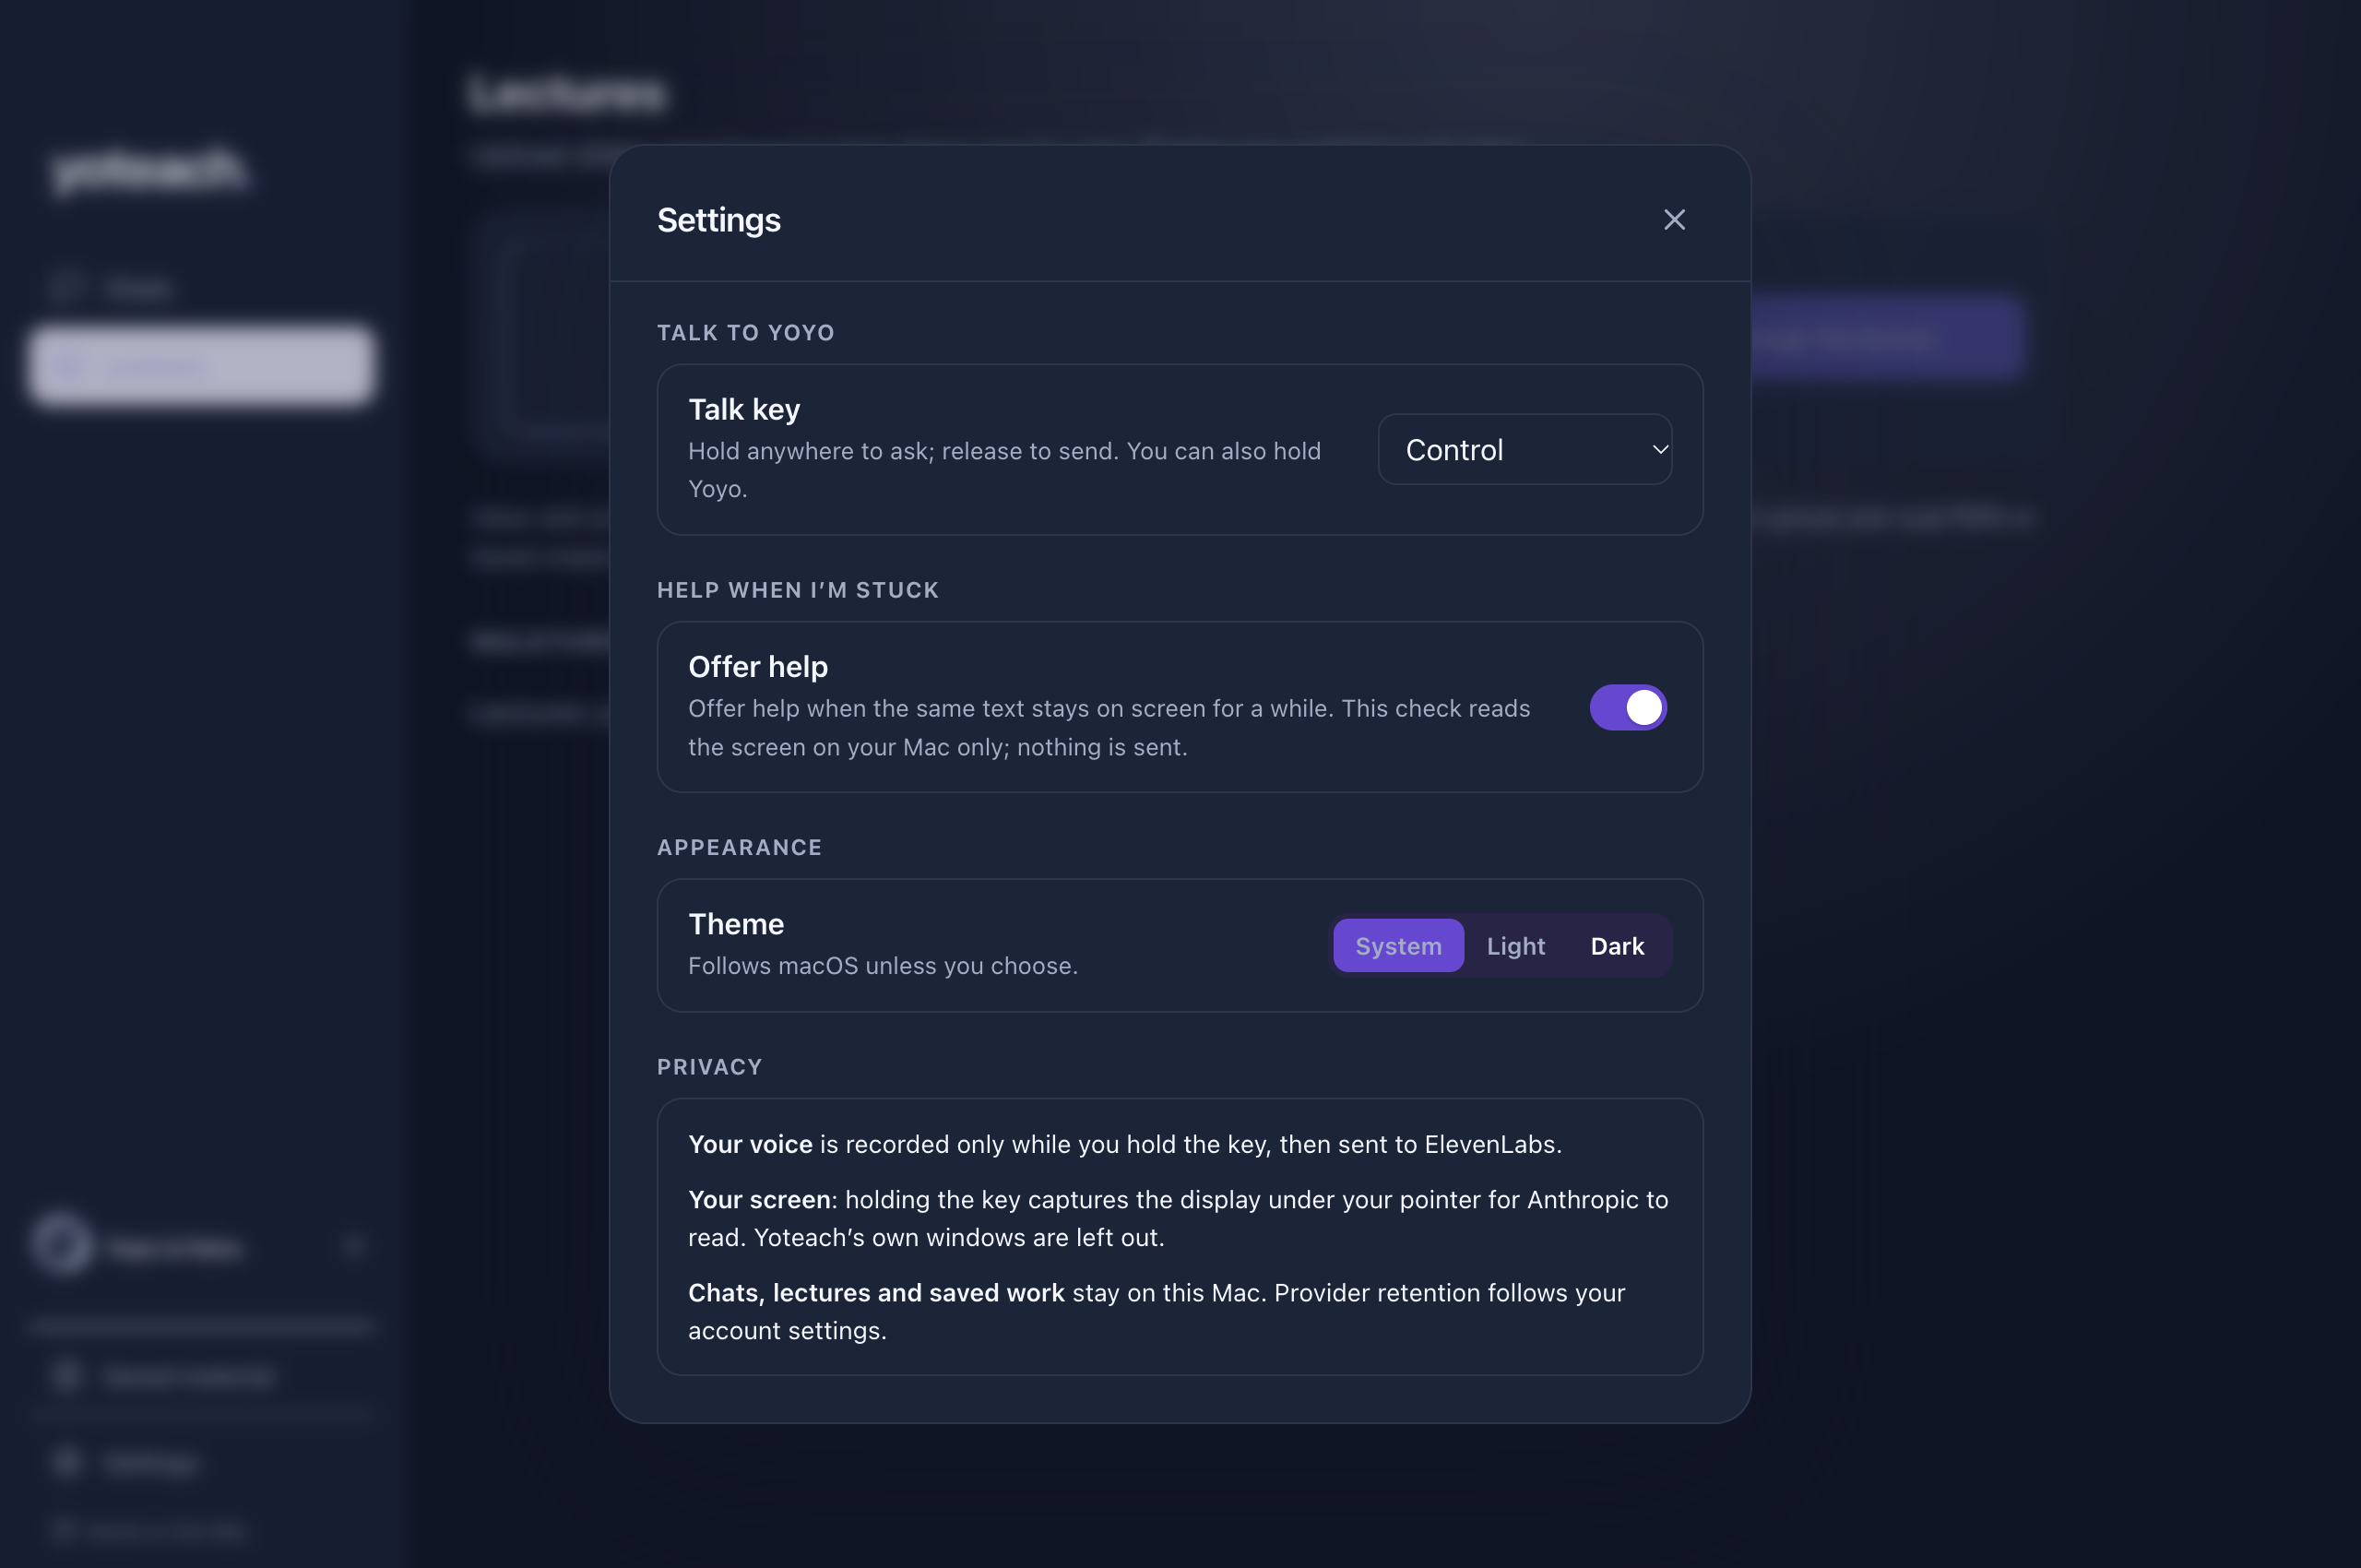 Lectures
yoteach.
Settings
TALK TO YOYO
Talk key
Hold anywhere to ask; release to send. You can also hold
Yoyo.
Control
HELP WHEN I’M STUCK
Offer help
Offer help when the same text stays on screen for a while. This check reads
the screen on your Mac only; nothing is sent.
APPEARANCE
Theme
Follows macOS unless you choose.
System Light Dark
PRIVACY
Your voice is recorded only while you hold the key, then sent to ElevenLabs.
Your screen: holding the key captures the display under your pointer for Anthropic to
read. Yoteach’s own windows are left out.
Chats, lectures and saved work stay on this Mac. Provider retention follows your
account settings.
Settings